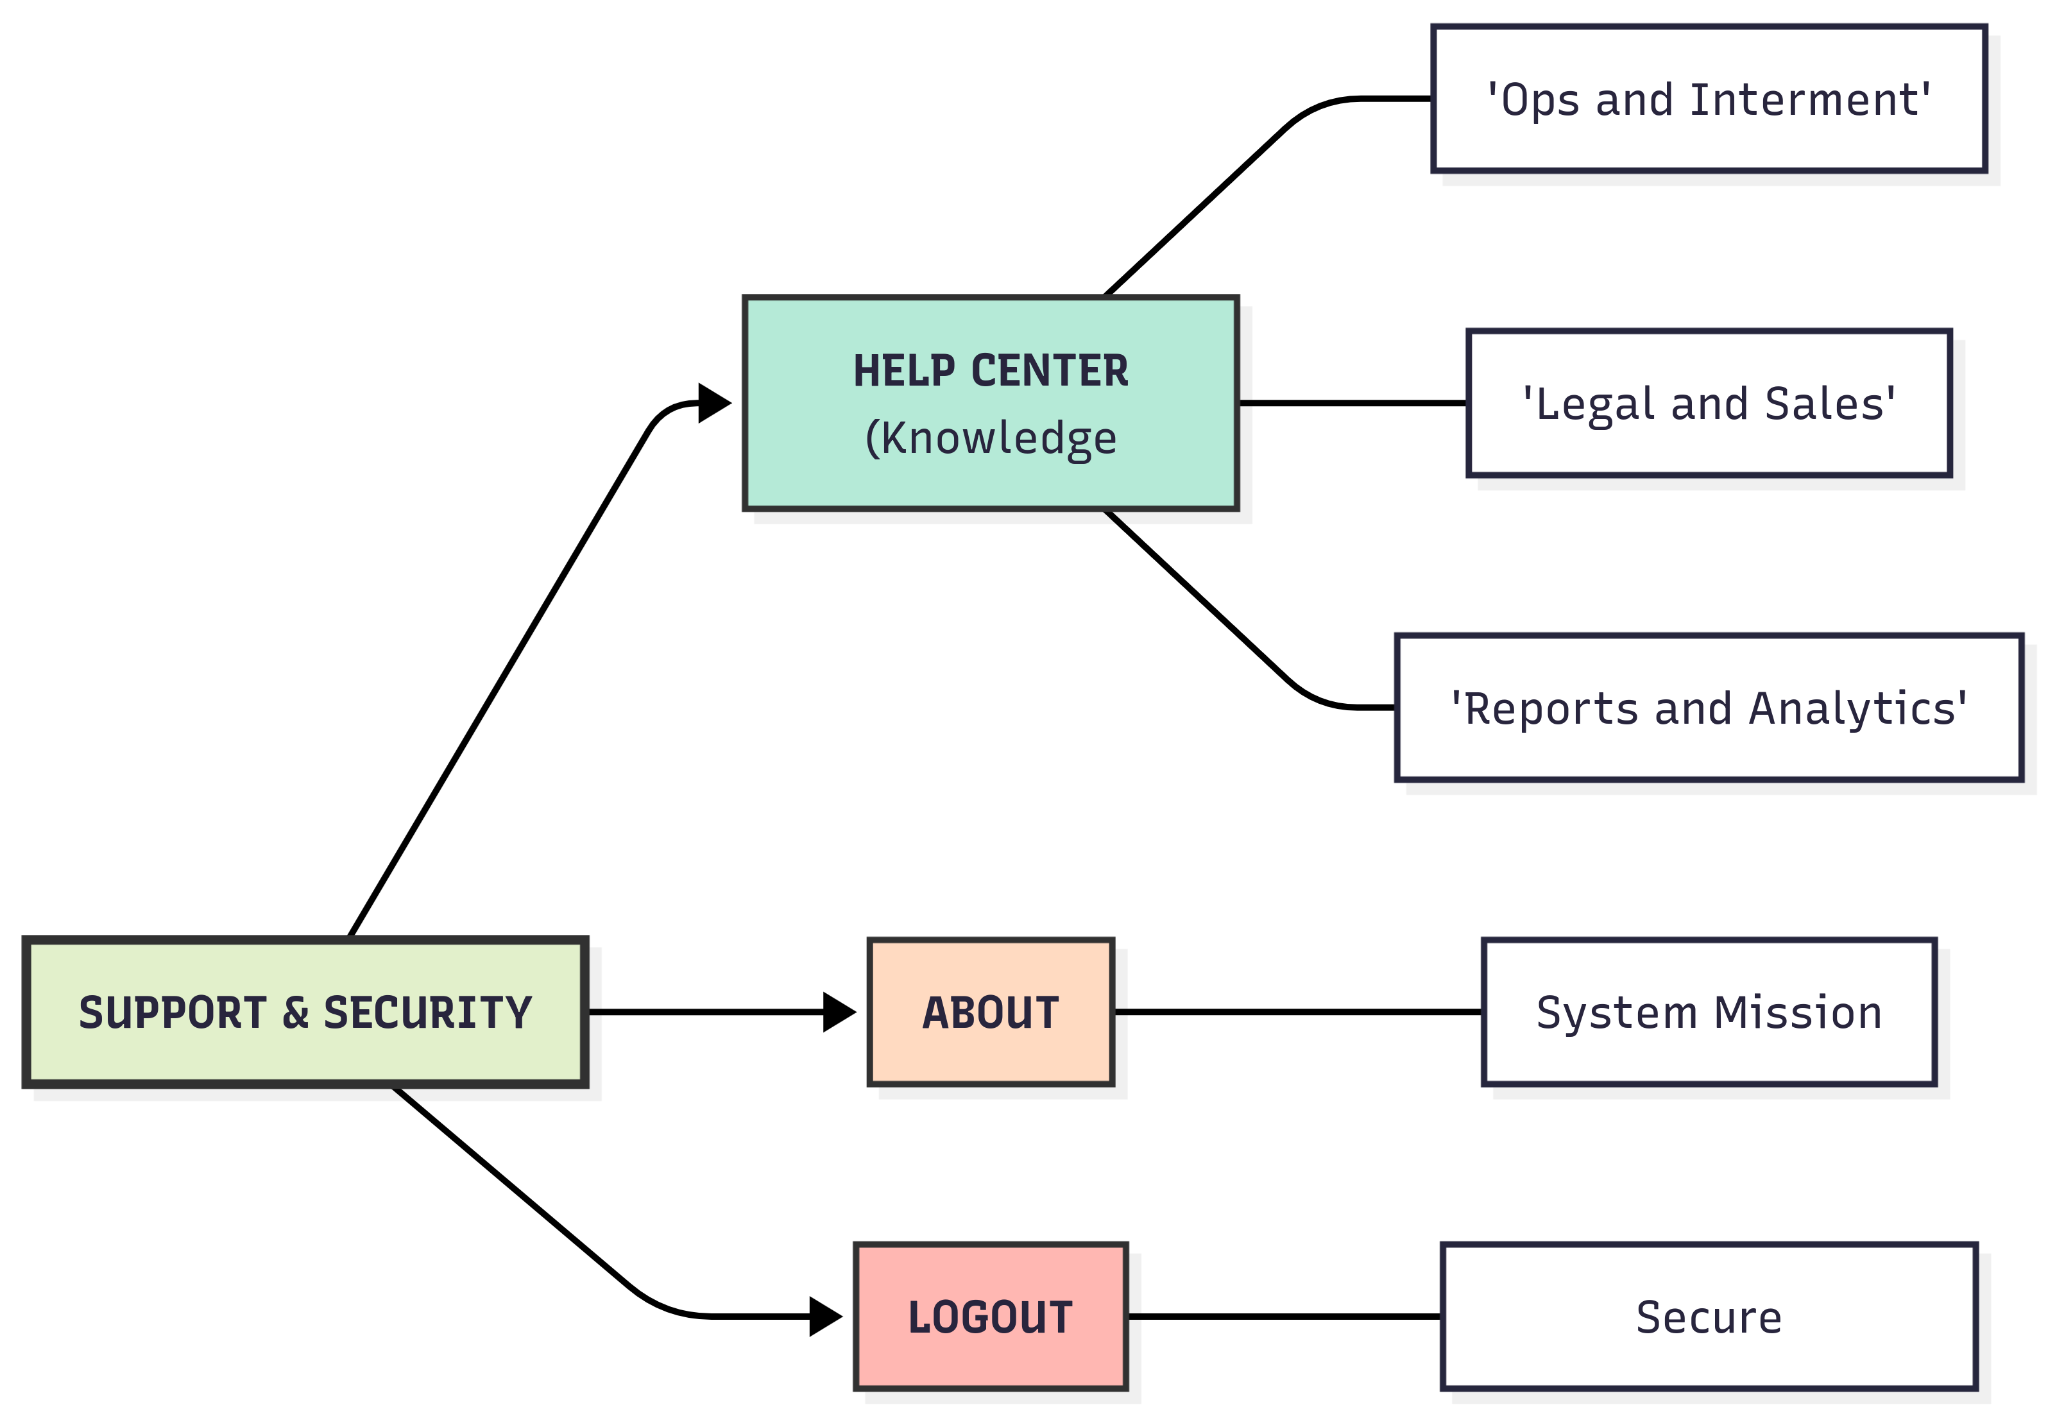 'Ops and Interment'
HELP CENTER
(Knowledge
'Legal and Sales'
'Reports and Analytics'
SUPPORT & SECURITY
ABOUT
System Mission
LOGOUT
Secure